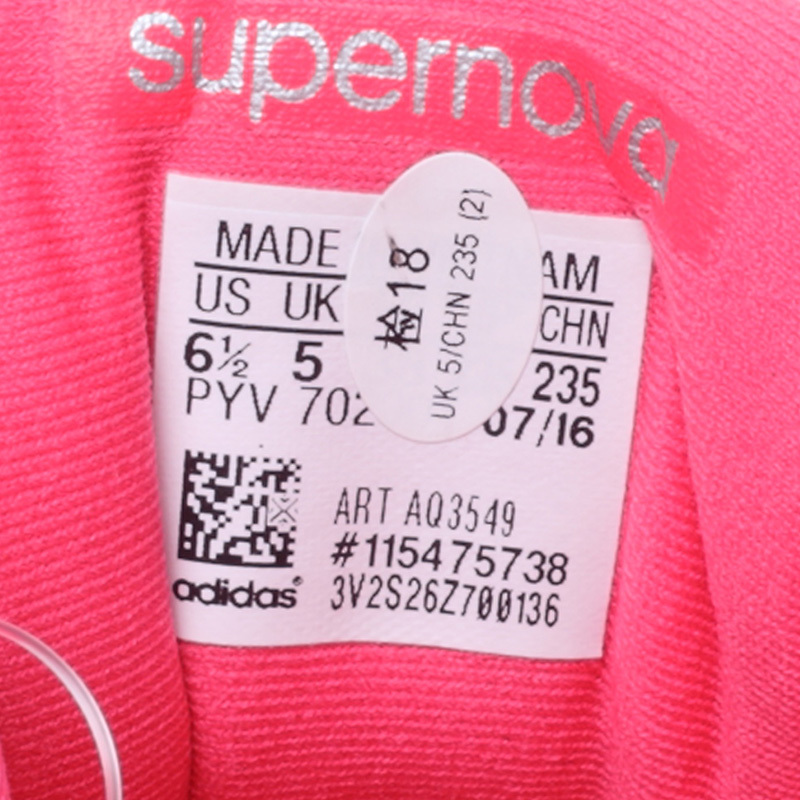 supernova
MADE AM
US UK CHN
6½ 5 235
PYV 702 07/16
检18
UK 5/CHN 235 (2)
ART AQ3549
#115475738
adidas® 3V2S26Z700136